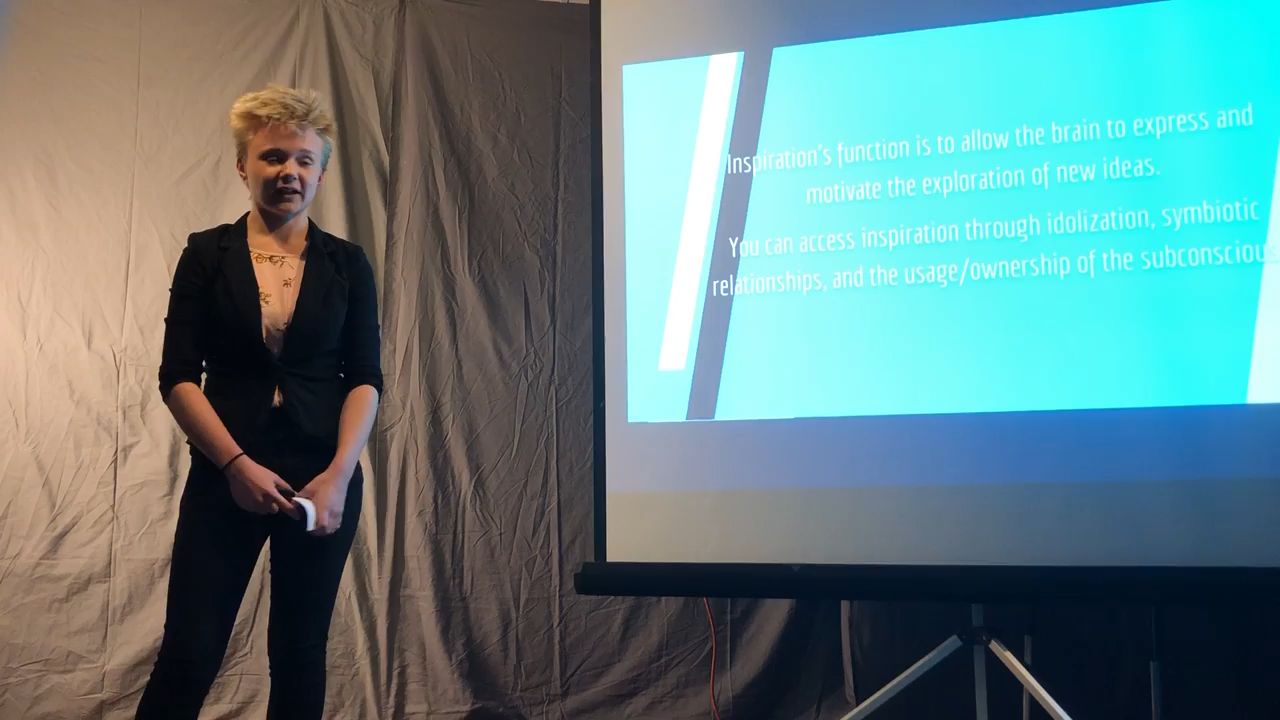 Inspiration's function is to allow the brain to express and
motivate the exploration of new ideas.
You can access inspiration through idolization, symbiotic
relationships, and the usage/ownership of the subconscious